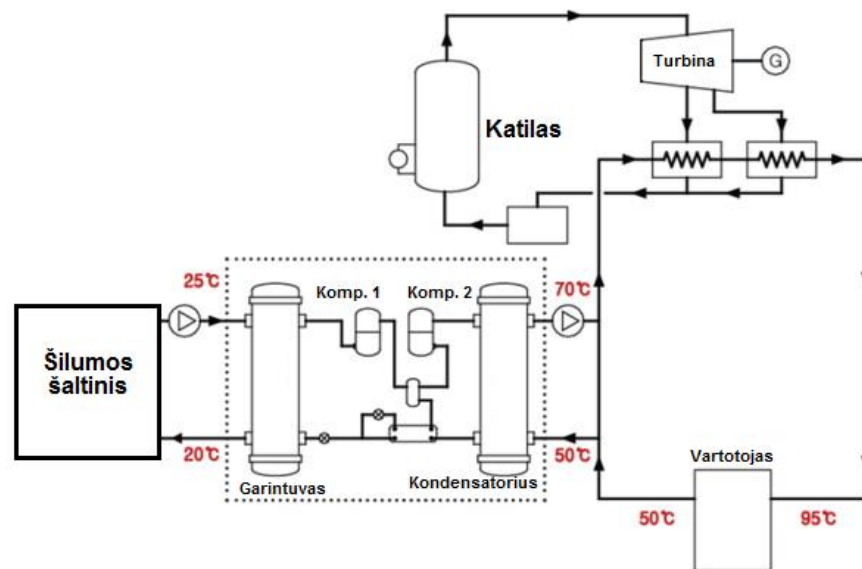 Turbina
G
Katilas
25℃
Komp. 1
Komp. 2
70℃
Šilumos
šaltinis
20℃
Garintuvas
Kondensatorius
50℃
Vartotojas
50℃
95℃